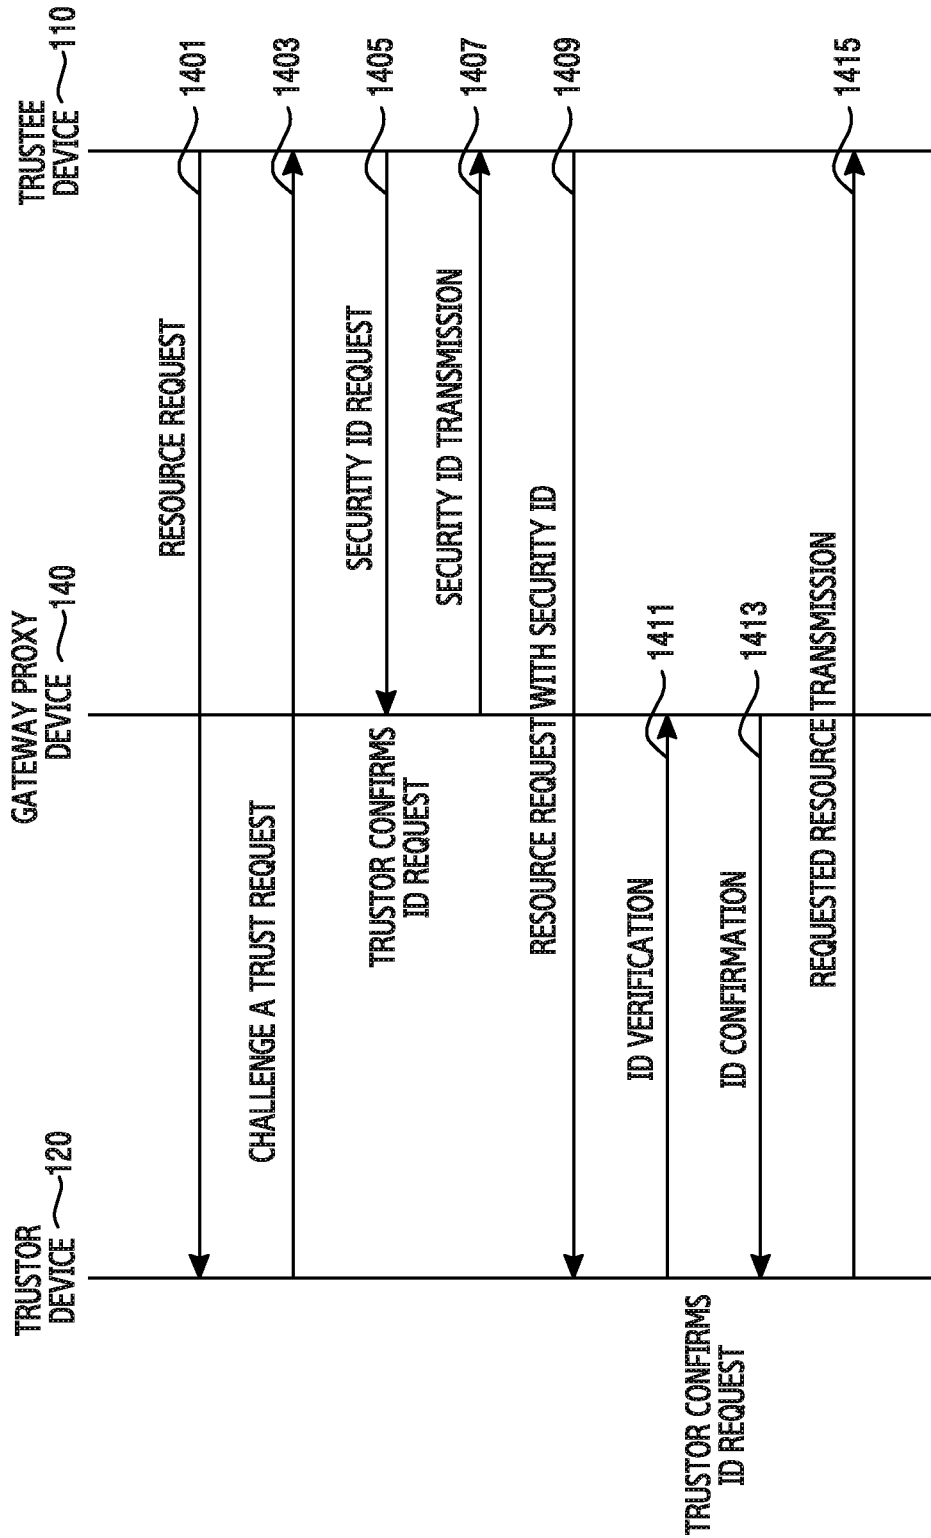 TRUSTOR
DEVICE
120
GATEWAY PROXY
DEVICE
140
TRUSTEE
DEVICE
110
RESOURCE REQUEST
1401
CHALLENGE A TRUST REQUEST
1403
SECURITY ID REQUEST
1405
TRUSTOR CONFIRMS
ID REQUEST
SECURITY ID TRANSMISSION
1407
RESOURCE REQUEST WITH SECURITY ID
1409
ID VERIFICATION
1411
TRUSTOR CONFIRMS
ID REQUEST
ID CONFIRMATION
1413
REQUESTED RESOURCE TRANSMISSION
1415